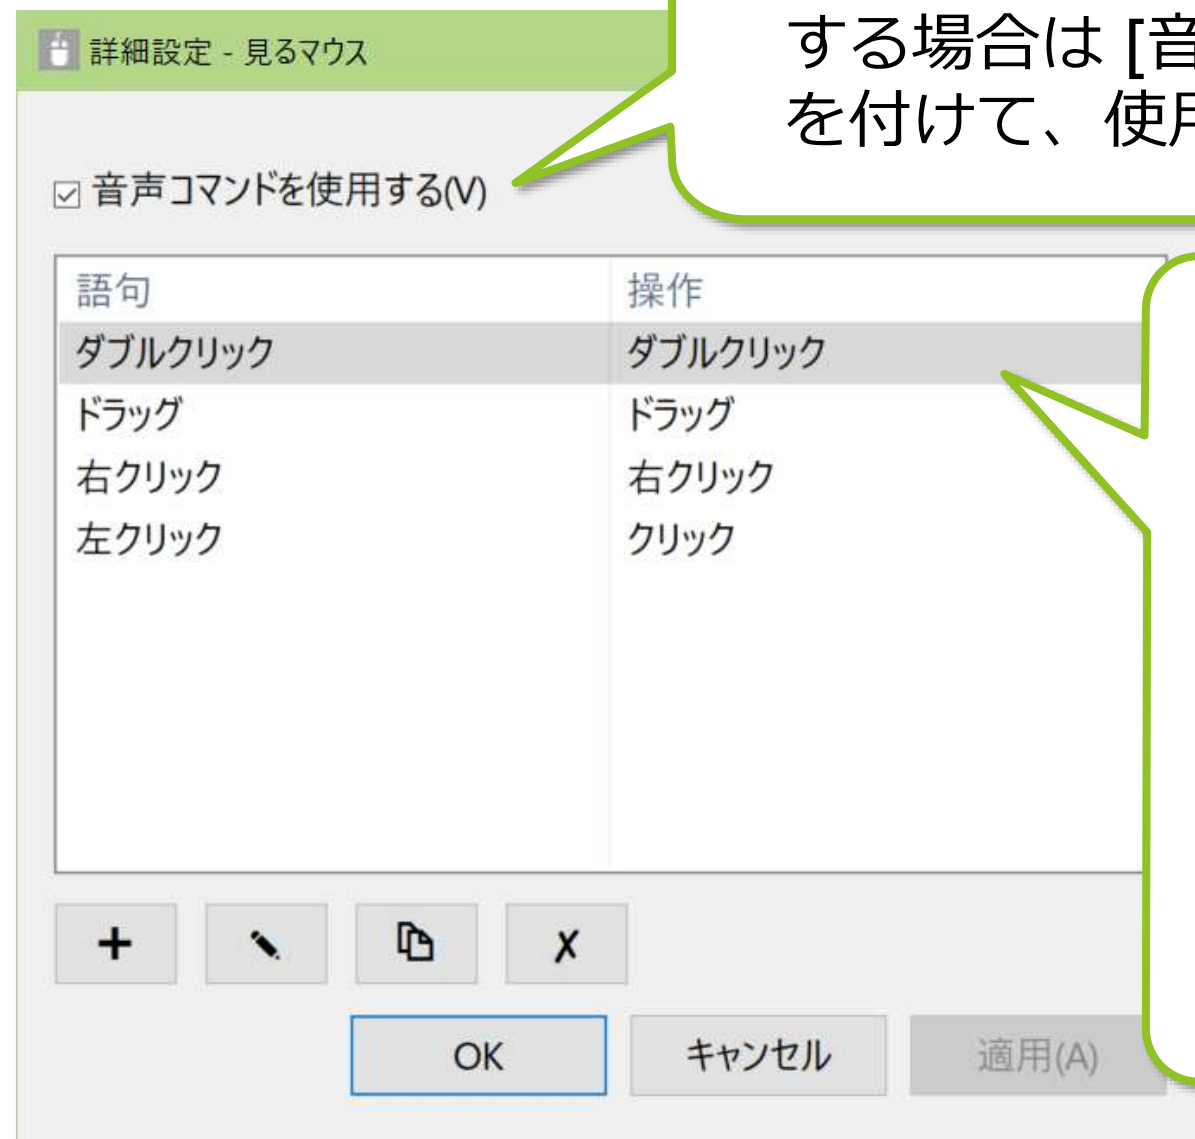 詳細設定 - 見るマウス
する場合は [音
を付けて、使用
音声コマンドを使用する(V)
語句 操作
ダブルクリック ダブルクリック
ドラッグ ドラッグ
右クリック 右クリック
左クリック クリック
OK キャンセル 適用(A)